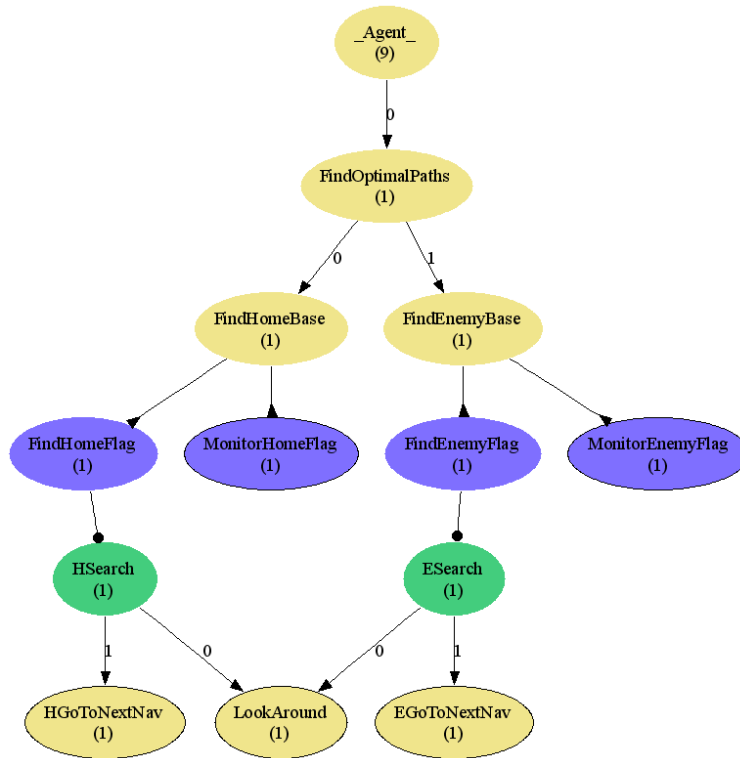 _Agent_
(9)
0
FindOptimalPaths
(1)
0
1
FindHomeBase
(1)
FindEnemyBase
(1)
FindHomeFlag
(1)
MonitorHomeFlag
(1)
FindEnemyFlag
(1)
MonitorEnemyFlag
(1)
HSearch
(1)
ESearch
(1)
1
0
0
1
HGoToNextNav
(1)
LookAround
(1)
EGoToNextNav
(1)